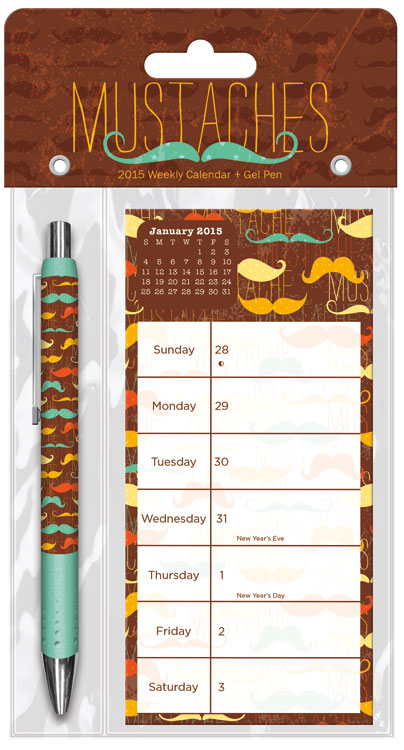 MUSTACHES
2015 Weekly Calendar + Gel Pen
January 2015
S M T W T F S
1 2 3
4 5 6 7 8 9 10
11 12 13 14 15 16 17
18 19 20 21 22 23 24
25 26 27 28 29 30 31
Sunday 28
Monday 29
Tuesday 30
Wednesday 31
New Year's Eve
Thursday 1
New Year's Day
Friday 2
Saturday 3